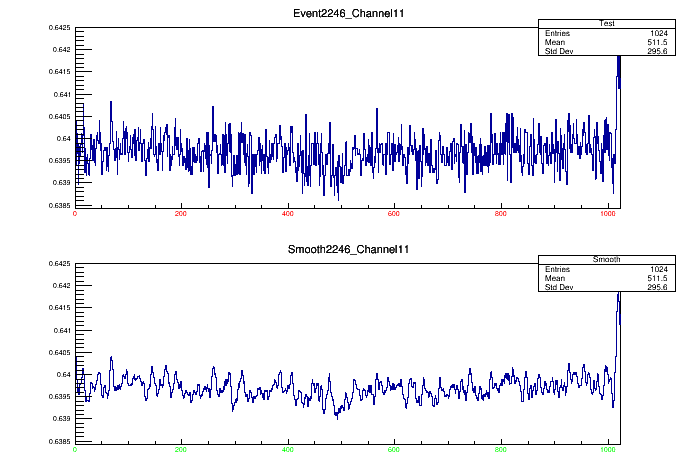 Event2246_Channel11
Test
Entries 1024
Mean 511.5
Std Dev 295.6
0.6425
0.642
0.6415
0.641
0.6405
0.64
0.6395
0.639
0.6385
0 200 400 600 800 1000
Smooth2246_Channel11
Smooth
Entries 1024
Mean 511.5
Std Dev 295.6
0.6425
0.642
0.6415
0.641
0.6405
0.64
0.6395
0.639
0.6385
0 200 400 600 800 1000